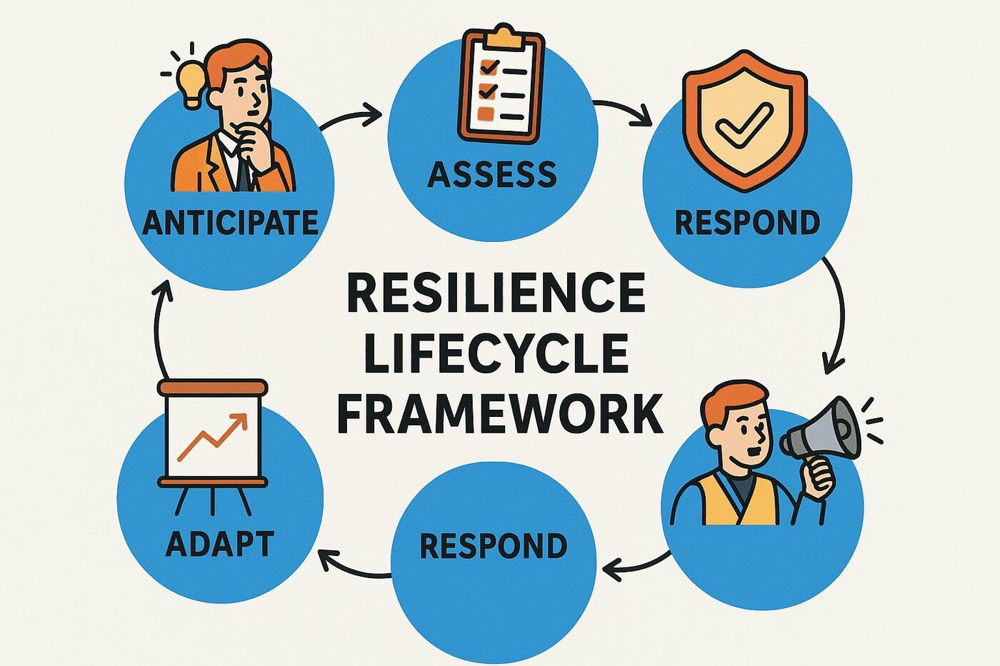 ANTICIPATE
ASSESS
RESPOND
RESILIENCE
LIFECYCLE
FRAMEWORK
ADAPT
RESPOND